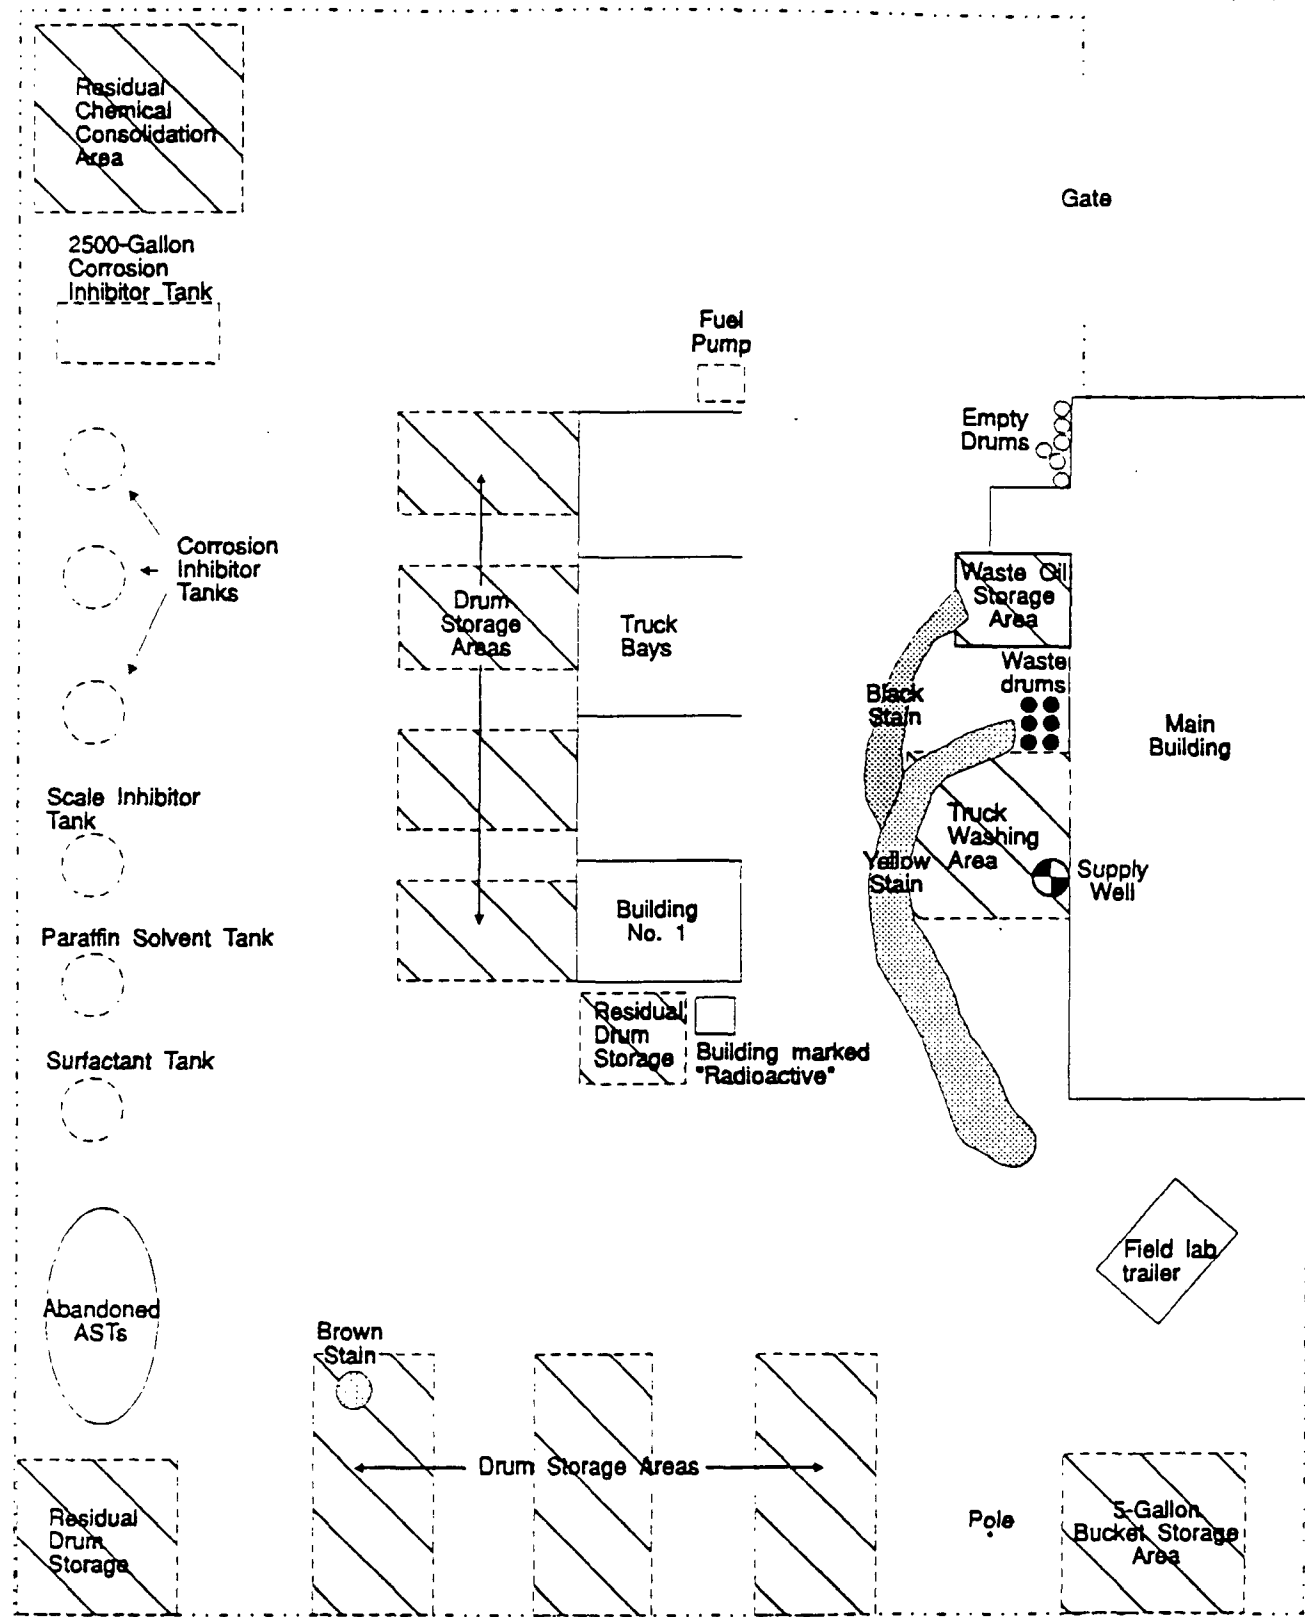 Residual
Chemical
Consolidation
Area
Gate
2500-Gallon
Corrosion
Inhibitor Tank
Fuel
Pump
Empty
Drums
Corrosion
Inhibitor
Tanks
Drum
Storage
Areas
Truck
Bays
Waste Oil
Storage
Area
Waste
drums
Black
Stain
Main
Building
Scale Inhibitor
Tank
Truck
Washing
Area
Yellow
Stain
Supply
Well
Building
No. 1
Paraffin Solvent Tank
Residual
Drum
Storage
Building marked
"Radioactive"
Surfactant Tank
Field lab
trailer
Abandoned
ASTs
Brown
Stain
Drum Storage Areas
Residual
Drum
Storage
Pole
5-Gallon
Bucket Storage
Area